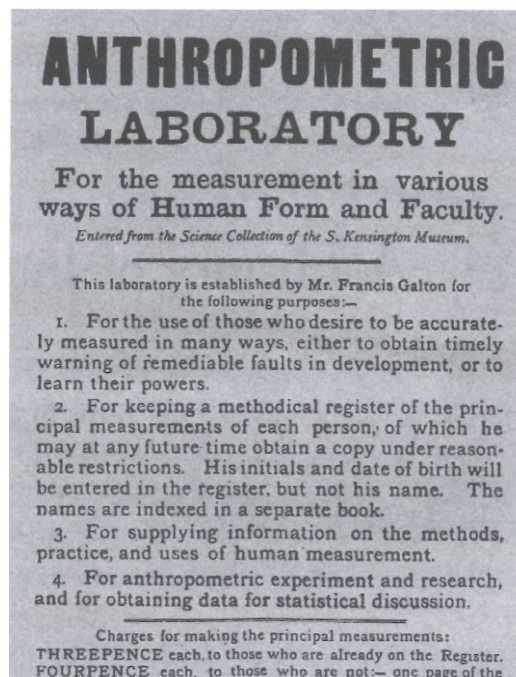 ANTHROPOMETRIC
LABORATORY
For the measurement in various
ways of Human Form and Faculty.
Entered from the Science Collection of the S. Kensington Museum.
This laboratory is established by Mr. Francis Galton for
the following purposes:—
1. For the use of those who desire to be accurate-
ly measured in many ways, either to obtain timely
warning of remediable faults in development, or to
learn their powers.
2. For keeping a methodical register of the prin-
cipal measurements of each person, of which he
may at any future time obtain a copy under reason-
able restrictions. His initials and date of birth will
be entered in the register, but not his name. The
names are indexed in a separate book.
3. For supplying information on the methods,
practice, and uses of human measurement.
4. For anthropometric experiment and research,
and for obtaining data for statistical discussion.
Charges for making the principal measurements:
THREEPENCE each, to those who are already on the Register.
FOURPENCE each, to those who are not:— one page of the